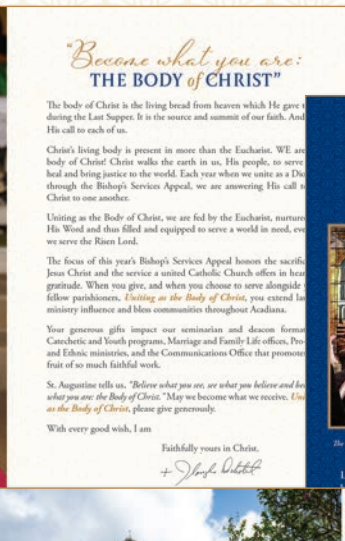 "Become what you are:
THE BODY of CHRIST"
The body of Christ is the living bread from heaven which He gave
during the Last Supper. It is the source and summit of our faith. And
His call to each of us.
Christ's living body is present in more than the Eucharist. WE are
body of Christ! Christ walks the earth in us, His people, to serve
heal and bring justice to the world. Each year when we unite as a Dio
through the Bishop's Services Appeal, we are answering His call
Christ to one another.
Uniting as the Body of Christ, we are fed by the Eucharist, nurture
His Word and thus filled and equipped to serve a world in need, eve
we serve the Risen Lord.
The focus of this year's Bishop's Services Appeal honors the sacrific
Jesus Christ and the service a united Catholic Church offers in hear
gratitude. When you give, and when you choose to serve alongside
fellow parishioners, Uniting as the Body of Christ, you extend las
ministry influence and bless communities throughout Acadiana.
Your generous gifts impact our seminarian and deacon format
Catechetic and Youth programs, Marriage and Family Life offices, Pro-
and Ethnic ministries, and the Communications Office that promotes
fruit of so much faithful work.
St. Augustine tells us, "Believe what you see, see what you believe and bec
what you are: the Body of Christ." May we become what we receive. Uni
as the Body of Christ, please give generously.
With every good wish, I am
Faithfully yours in Christ,
The